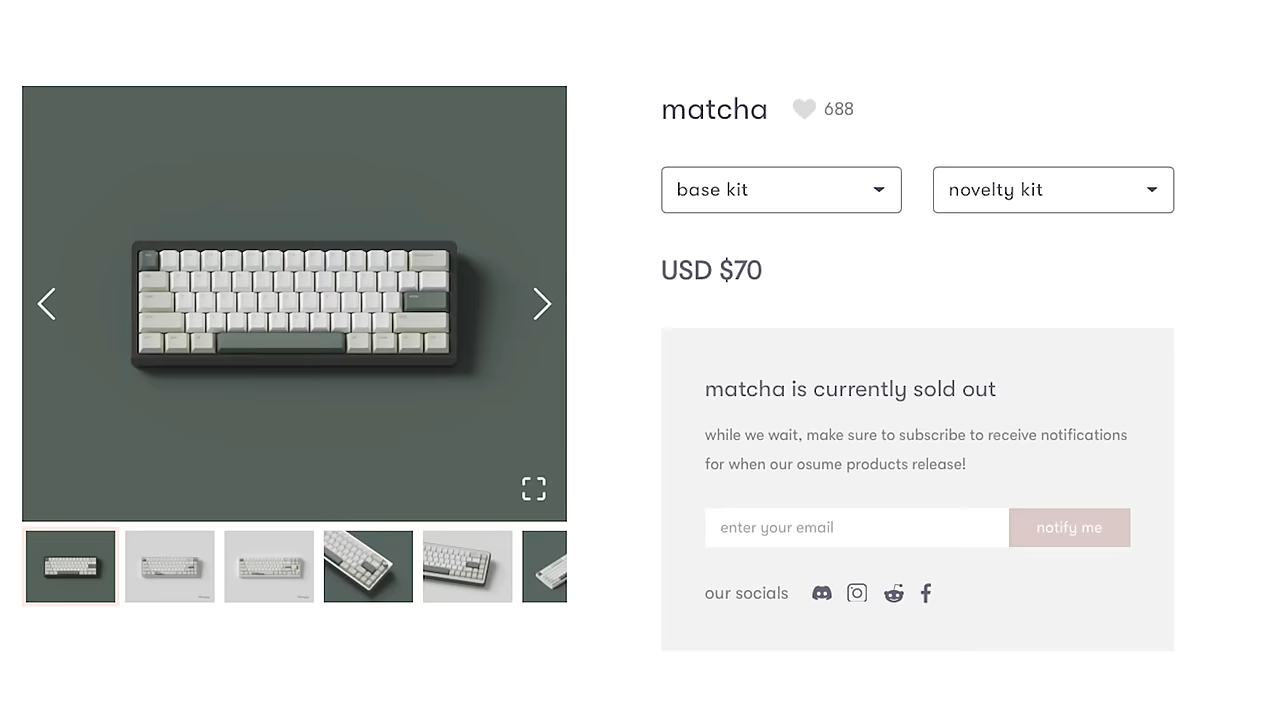 matcha
688
base kit
novelty kit
USD $70
matcha is currently sold out
while we wait, make sure to subscribe to receive notifications
for when our osume products release!
enter your email
notify me
our socials